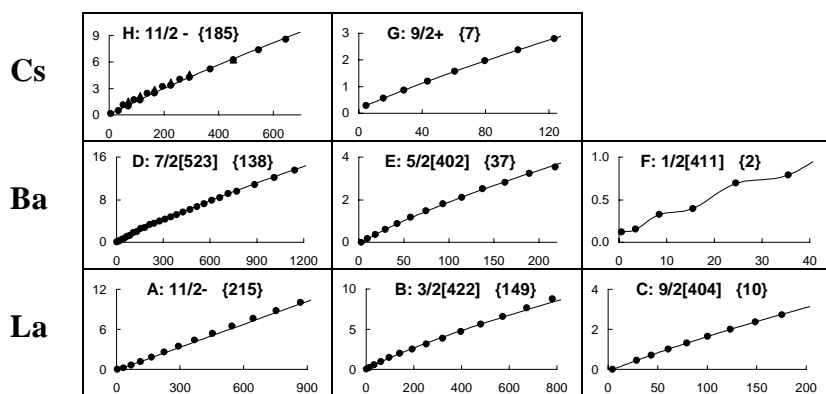 Cs
H: 11/2 - {185}
9
6
3
0
0 200 400 600
G: 9/2+ {7}
3
2
1
0
0 40 80 120
Ba
D: 7/2[523] {138}
16
8
0
0 300 600 900 1200
E: 5/2[402] {37}
4
2
0
0 50 100 150 200
F: 1/2[411] {2}
1.0
0.5
0.0
0 10 20 30 40
La
A: 11/2- {215}
12
6
0
0 300 600 900
B: 3/2[422] {149}
10
5
0
0 200 400 600 800
C: 9/2[404] {10}
4
2
0
0 50 100 150 200